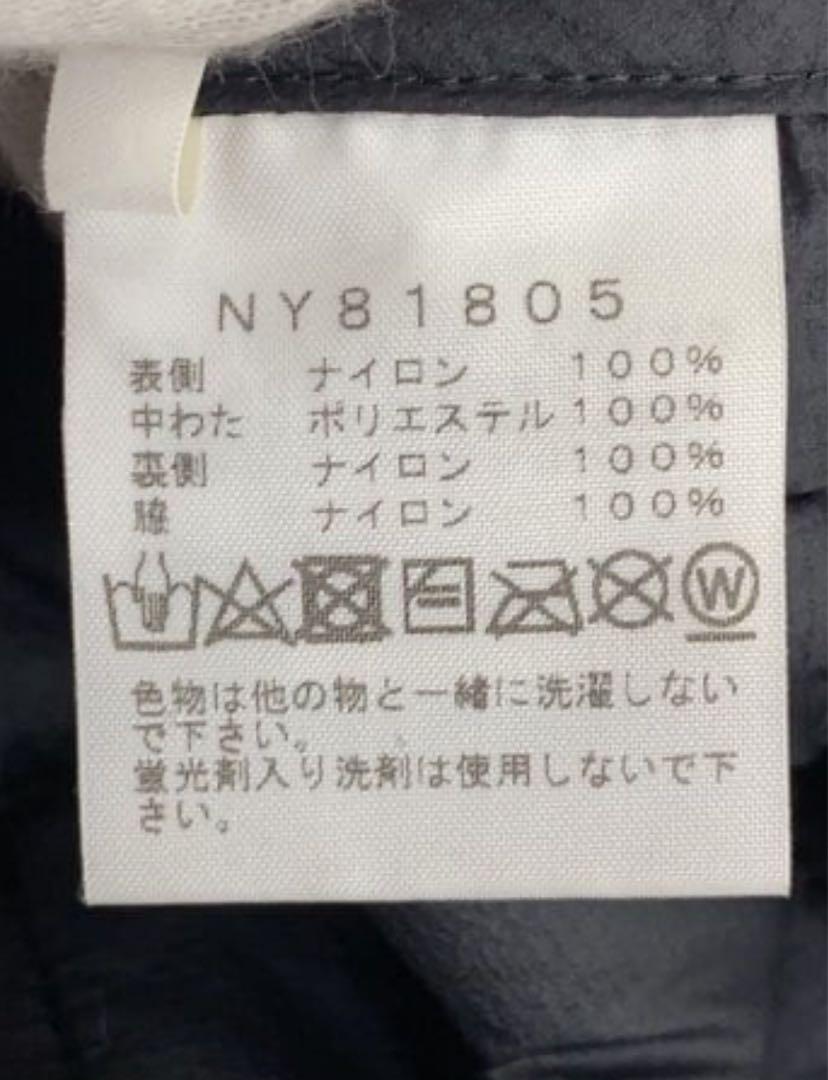 NY81805
表側 ナイロン 100%
中わた ポリエステル 100%
裏側 ナイロン 100%
脇 ナイロン 100%
W
色物は他の物と一緒に洗濯しない
で下さい。
蛍光剤入り洗剤は使用しないで下
さい。